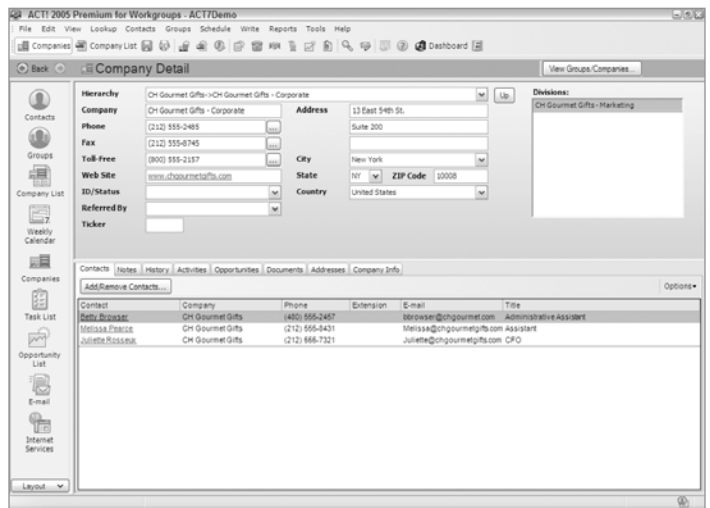 ACT! 2005 Premium for Workgroups - ACT7Demo
File Edit View Lookup Contacts Groups Schedule Write Reports Tools Help
Companies Company List Dashboard
Back Company Detail View Groups/Companies...
Hierarchy CH Gourmet Gifts->CH Gourmet Gifts - Corporate Up Divisions:
Company CH Gourmet Gifts - Corporate Address 13 East 54th St. CH Gourmet Gifts - Marketing
Phone (212) 555-2485 ... Suite 200
Fax (212) 555-8745 ...
Toll-Free (800) 555-2157 ... City New York
Web Site www.chgourmetgifts.com State NY ZIP Code 10008
ID/Status Country United States
Referred By
Ticker
Contacts
Groups
Company List
Weekly Calendar
Companies
Task List
Opportunity List
E-mail
Internet Services
Layout
Contacts Notes History Activities Opportunities Documents Addresses Company Info
Add/Remove Contacts... Options
Contact Company Phone Extension E-mail Title
Betty Browser CH Gourmet Gifts (480) 555-2457 bbrowser@chgourmet.com Administrative Assistant
Melissa Pearce CH Gourmet Gifts (212) 555-8431 Melissa@chgourmetgifts.com Assistant
Juliette Rosseux CH Gourmet Gifts (212) 555-7321 Juliette@chgourmetgifts.com CFO